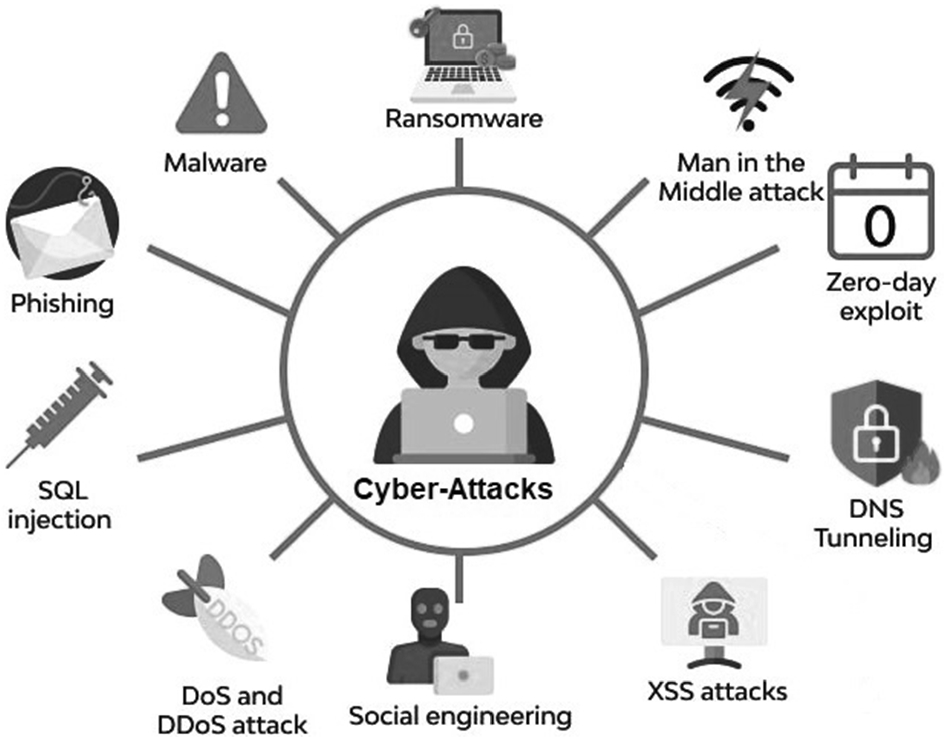 Ransomware
Malware
Man in the
Middle attack
0
Zero-day
exploit
Phishing
SQL
injection
Cyber-Attacks
DNS
Tunneling
DDOS
DoS and
DDoS attack
Social engineering
XSS attacks